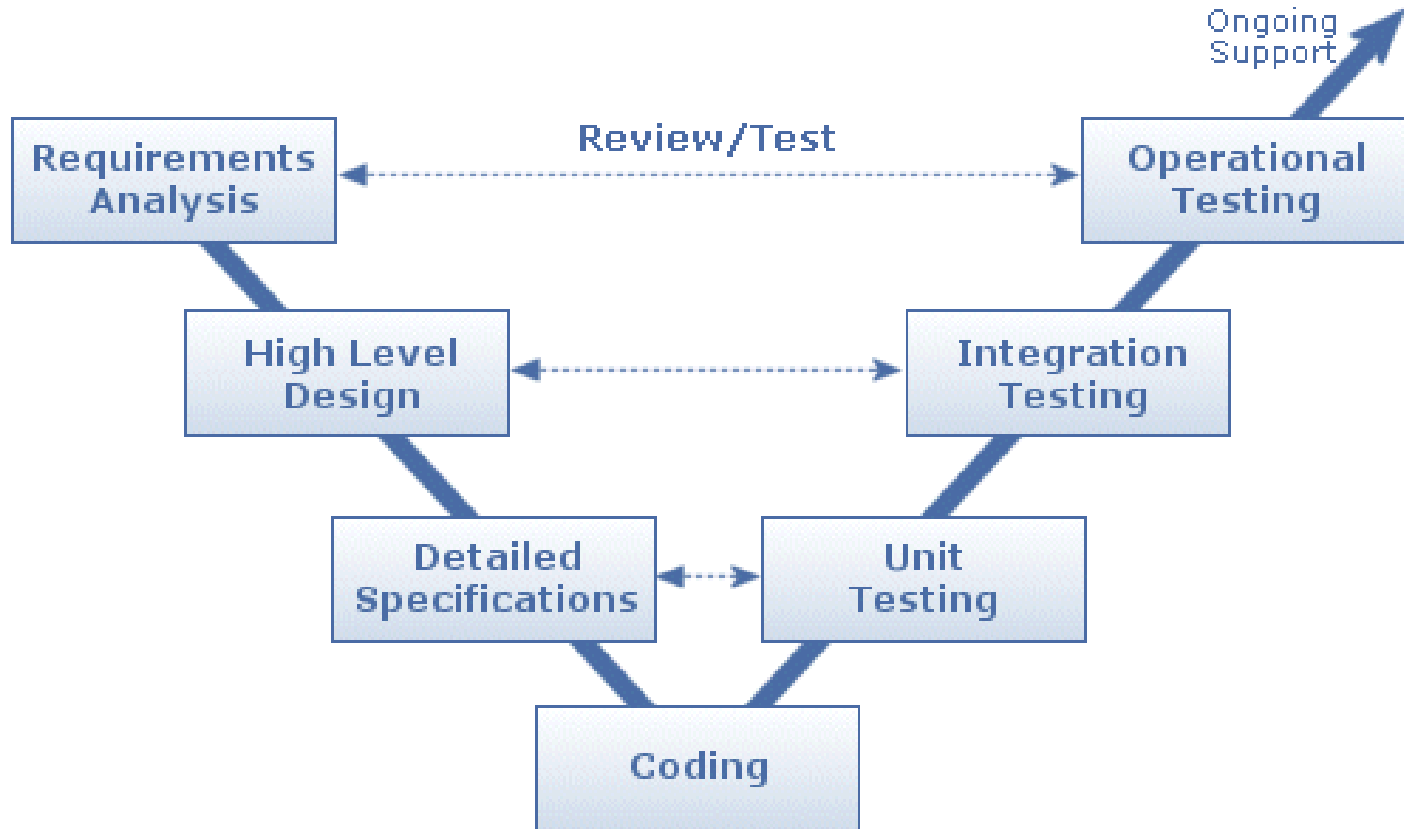 Ongoing
Support
Review/Test
Requirements
Analysis
Operational
Testing
High Level
Design
Integration
Testing
Detailed
Specifications
Unit
Testing
Coding